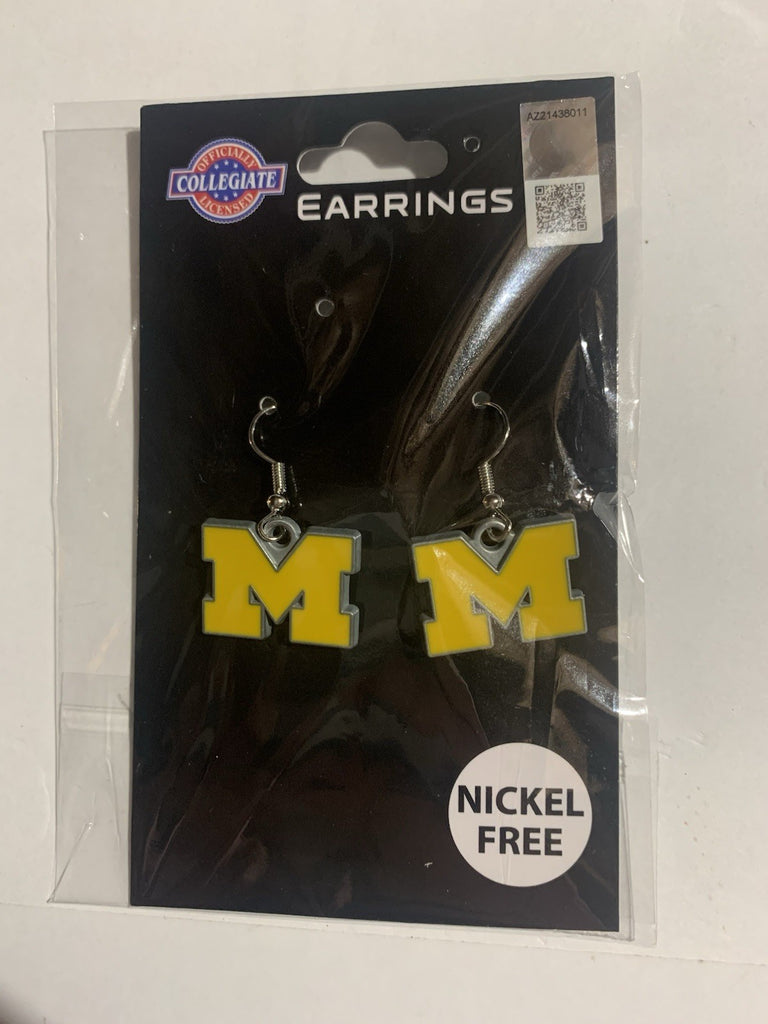 OFFICIALLY
COLLEGIATE
LICENSED
EARRINGS
AZ21438011
M M
NICKEL
FREE